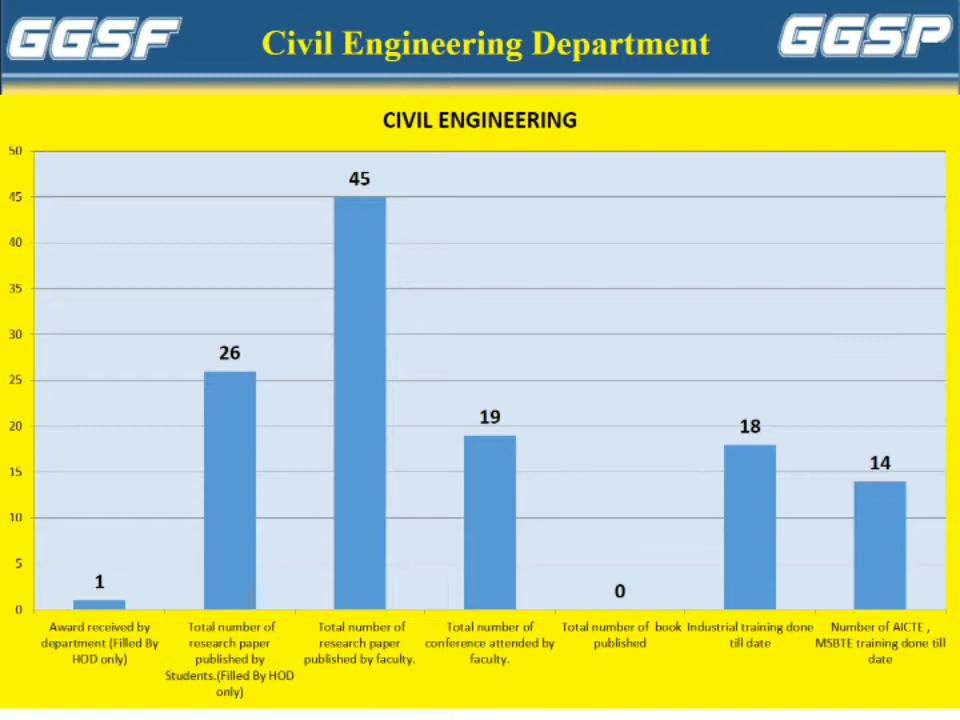 GGSF
Civil Engineering Department
GGSP
CIVIL ENGINEERING
50
45
40
35
30
25
20
15
10
5
0
1
26
45
19
0
18
14
Award received by
department (Filled By
HOD only)
Total number of
research paper
published by
Students.(Filled By HOD
only)
Total number of
research paper
published by faculty.
Total number of
conference attended by
faculty.
Total number of book
published
Industrial training done
till date
Number of AICTE ,
MSBTE training done till
date